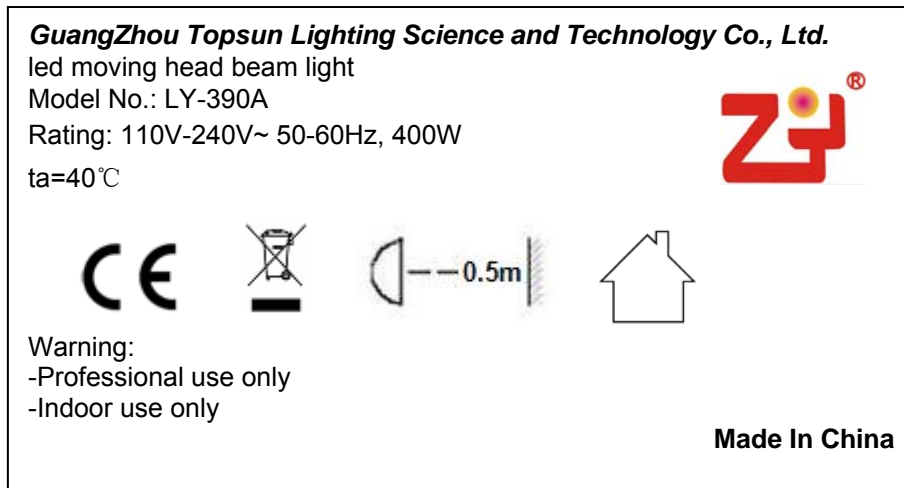 GuangZhou Topsun Lighting Science and Technology Co., Ltd.
led moving head beam light
Model No.: LY-390A
Rating: 110V-240V~ 50-60Hz, 400W
ta=40℃
ZY®
CE
0.5m
Warning:
-Professional use only
-Indoor use only
Made In China